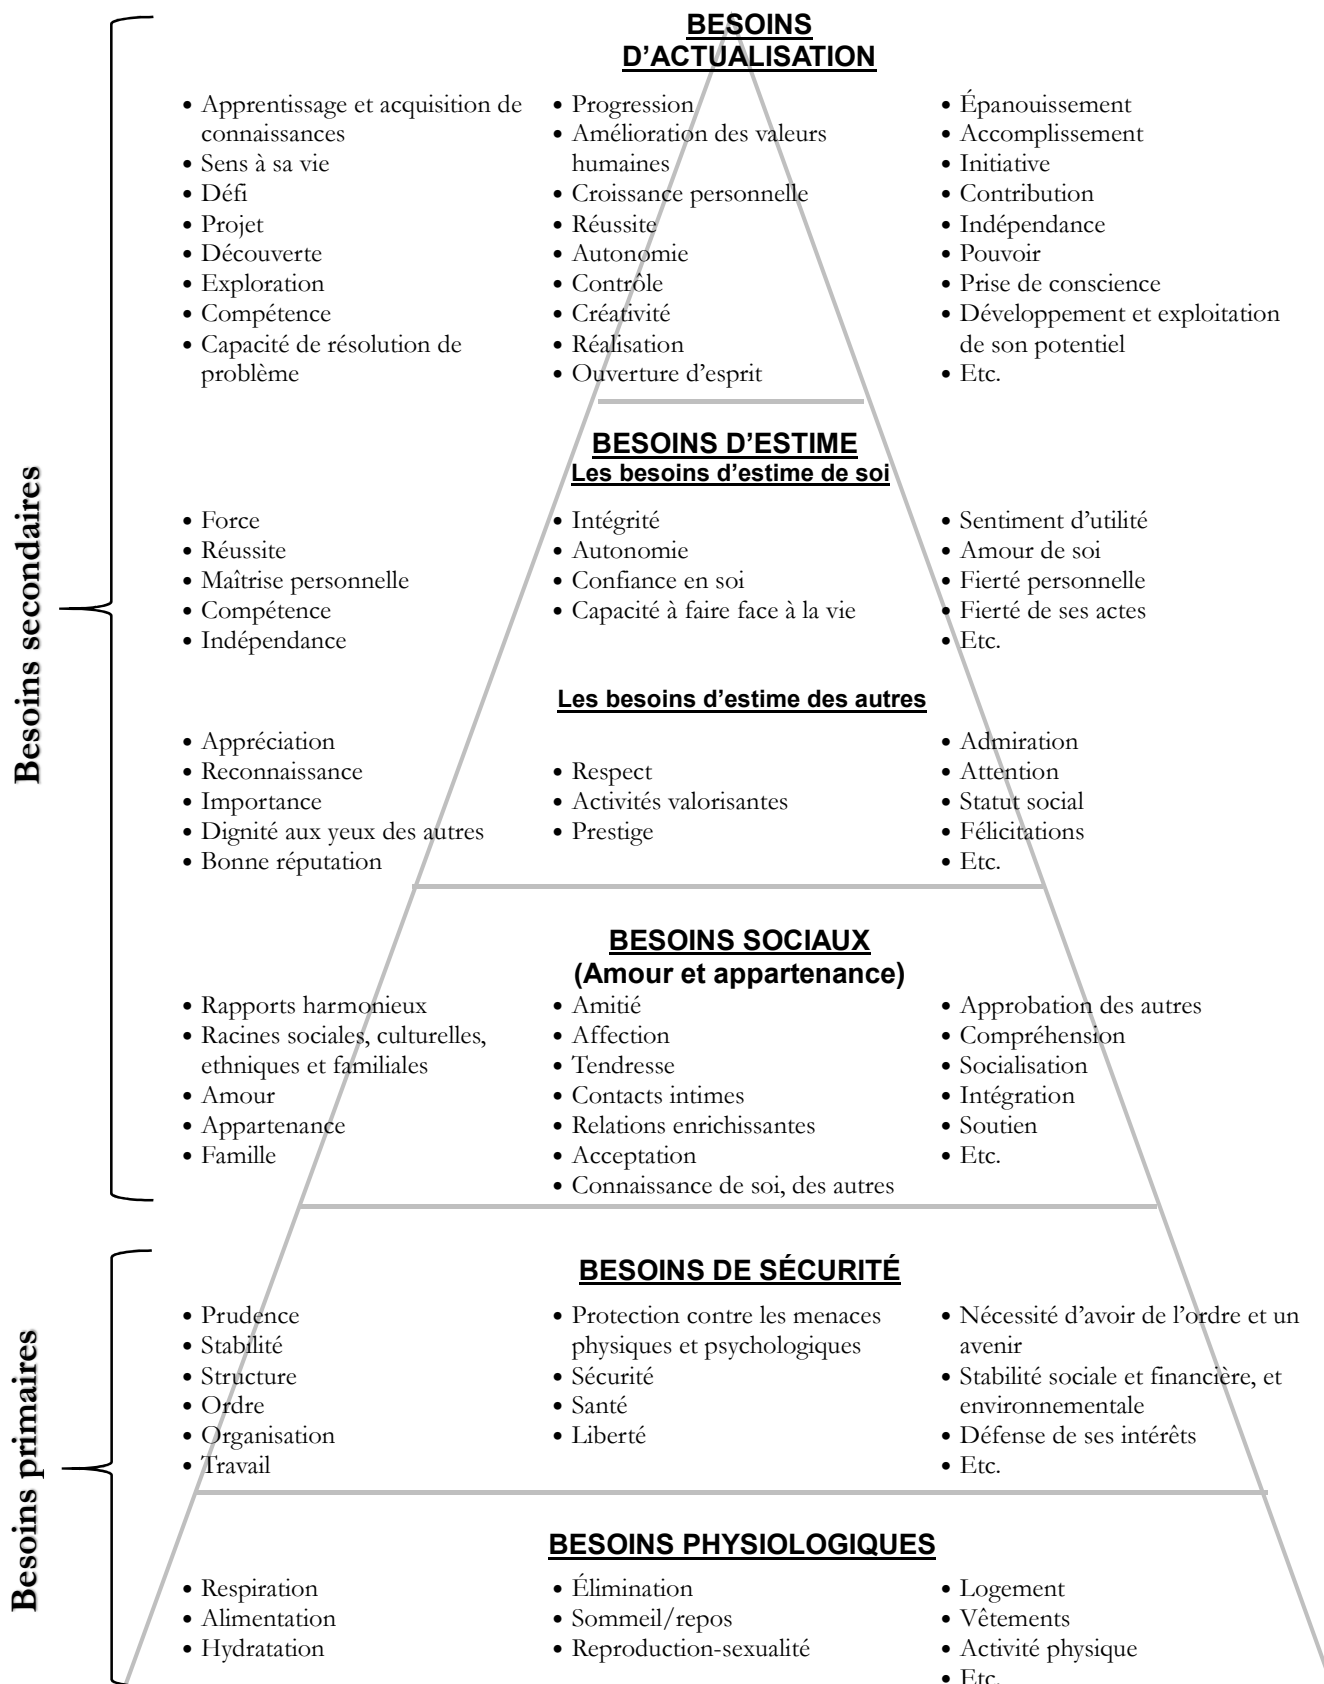 BESOINS
D’ACTUALISATION
• Apprentissage et acquisition de
connaissances
• Sens à sa vie
• Défi
• Projet
• Découverte
• Exploration
• Compétence
• Capacité de résolution de
problème
• Progression
• Amélioration des valeurs
humaines
• Croissance personnelle
• Réussite
• Autonomie
• Contrôle
• Créativité
• Réalisation
• Ouverture d’esprit
• Épanouissement
• Accomplissement
• Initiative
• Contribution
• Indépendance
• Pouvoir
• Prise de conscience
• Développement et exploitation
de son potentiel
• Etc.
Besoins secondaires
BESOINS D’ESTIME
Les besoins d’estime de soi
• Force
• Réussite
• Maîtrise personnelle
• Compétence
• Indépendance
• Intégrité
• Autonomie
• Confiance en soi
• Capacité à faire face à la vie
• Sentiment d’utilité
• Amour de soi
• Fierté personnelle
• Fierté de ses actes
• Etc.
Les besoins d’estime des autres
• Appréciation
• Reconnaissance
• Importance
• Dignité aux yeux des autres
• Bonne réputation
• Respect
• Activités valorisantes
• Prestige
• Admiration
• Attention
• Statut social
• Félicitations
• Etc.
BESOINS SOCIAUX
(Amour et appartenance)
• Rapports harmonieux
• Racines sociales, culturelles,
ethniques et familiales
• Amour
• Appartenance
• Famille
• Amitié
• Affection
• Tendresse
• Contacts intimes
• Relations enrichissantes
• Acceptation
• Connaissance de soi, des autres
• Approbation des autres
• Compréhension
• Socialisation
• Intégration
• Soutien
• Etc.
Besoins primaires
BESOINS DE SÉCURITÉ
• Prudence
• Stabilité
• Structure
• Ordre
• Organisation
• Travail
• Protection contre les menaces
physiques et psychologiques
• Sécurité
• Santé
• Liberté
• Nécessité d’avoir de l’ordre et un
avenir
• Stabilité sociale et financière, et
environnementale
• Défense de ses intérêts
• Etc.
BESOINS PHYSIOLOGIQUES
• Respiration
• Alimentation
• Hydratation
• Élimination
• Sommeil/repos
• Reproduction-sexualité
• Logement
• Vêtements
• Activité physique
• Etc.